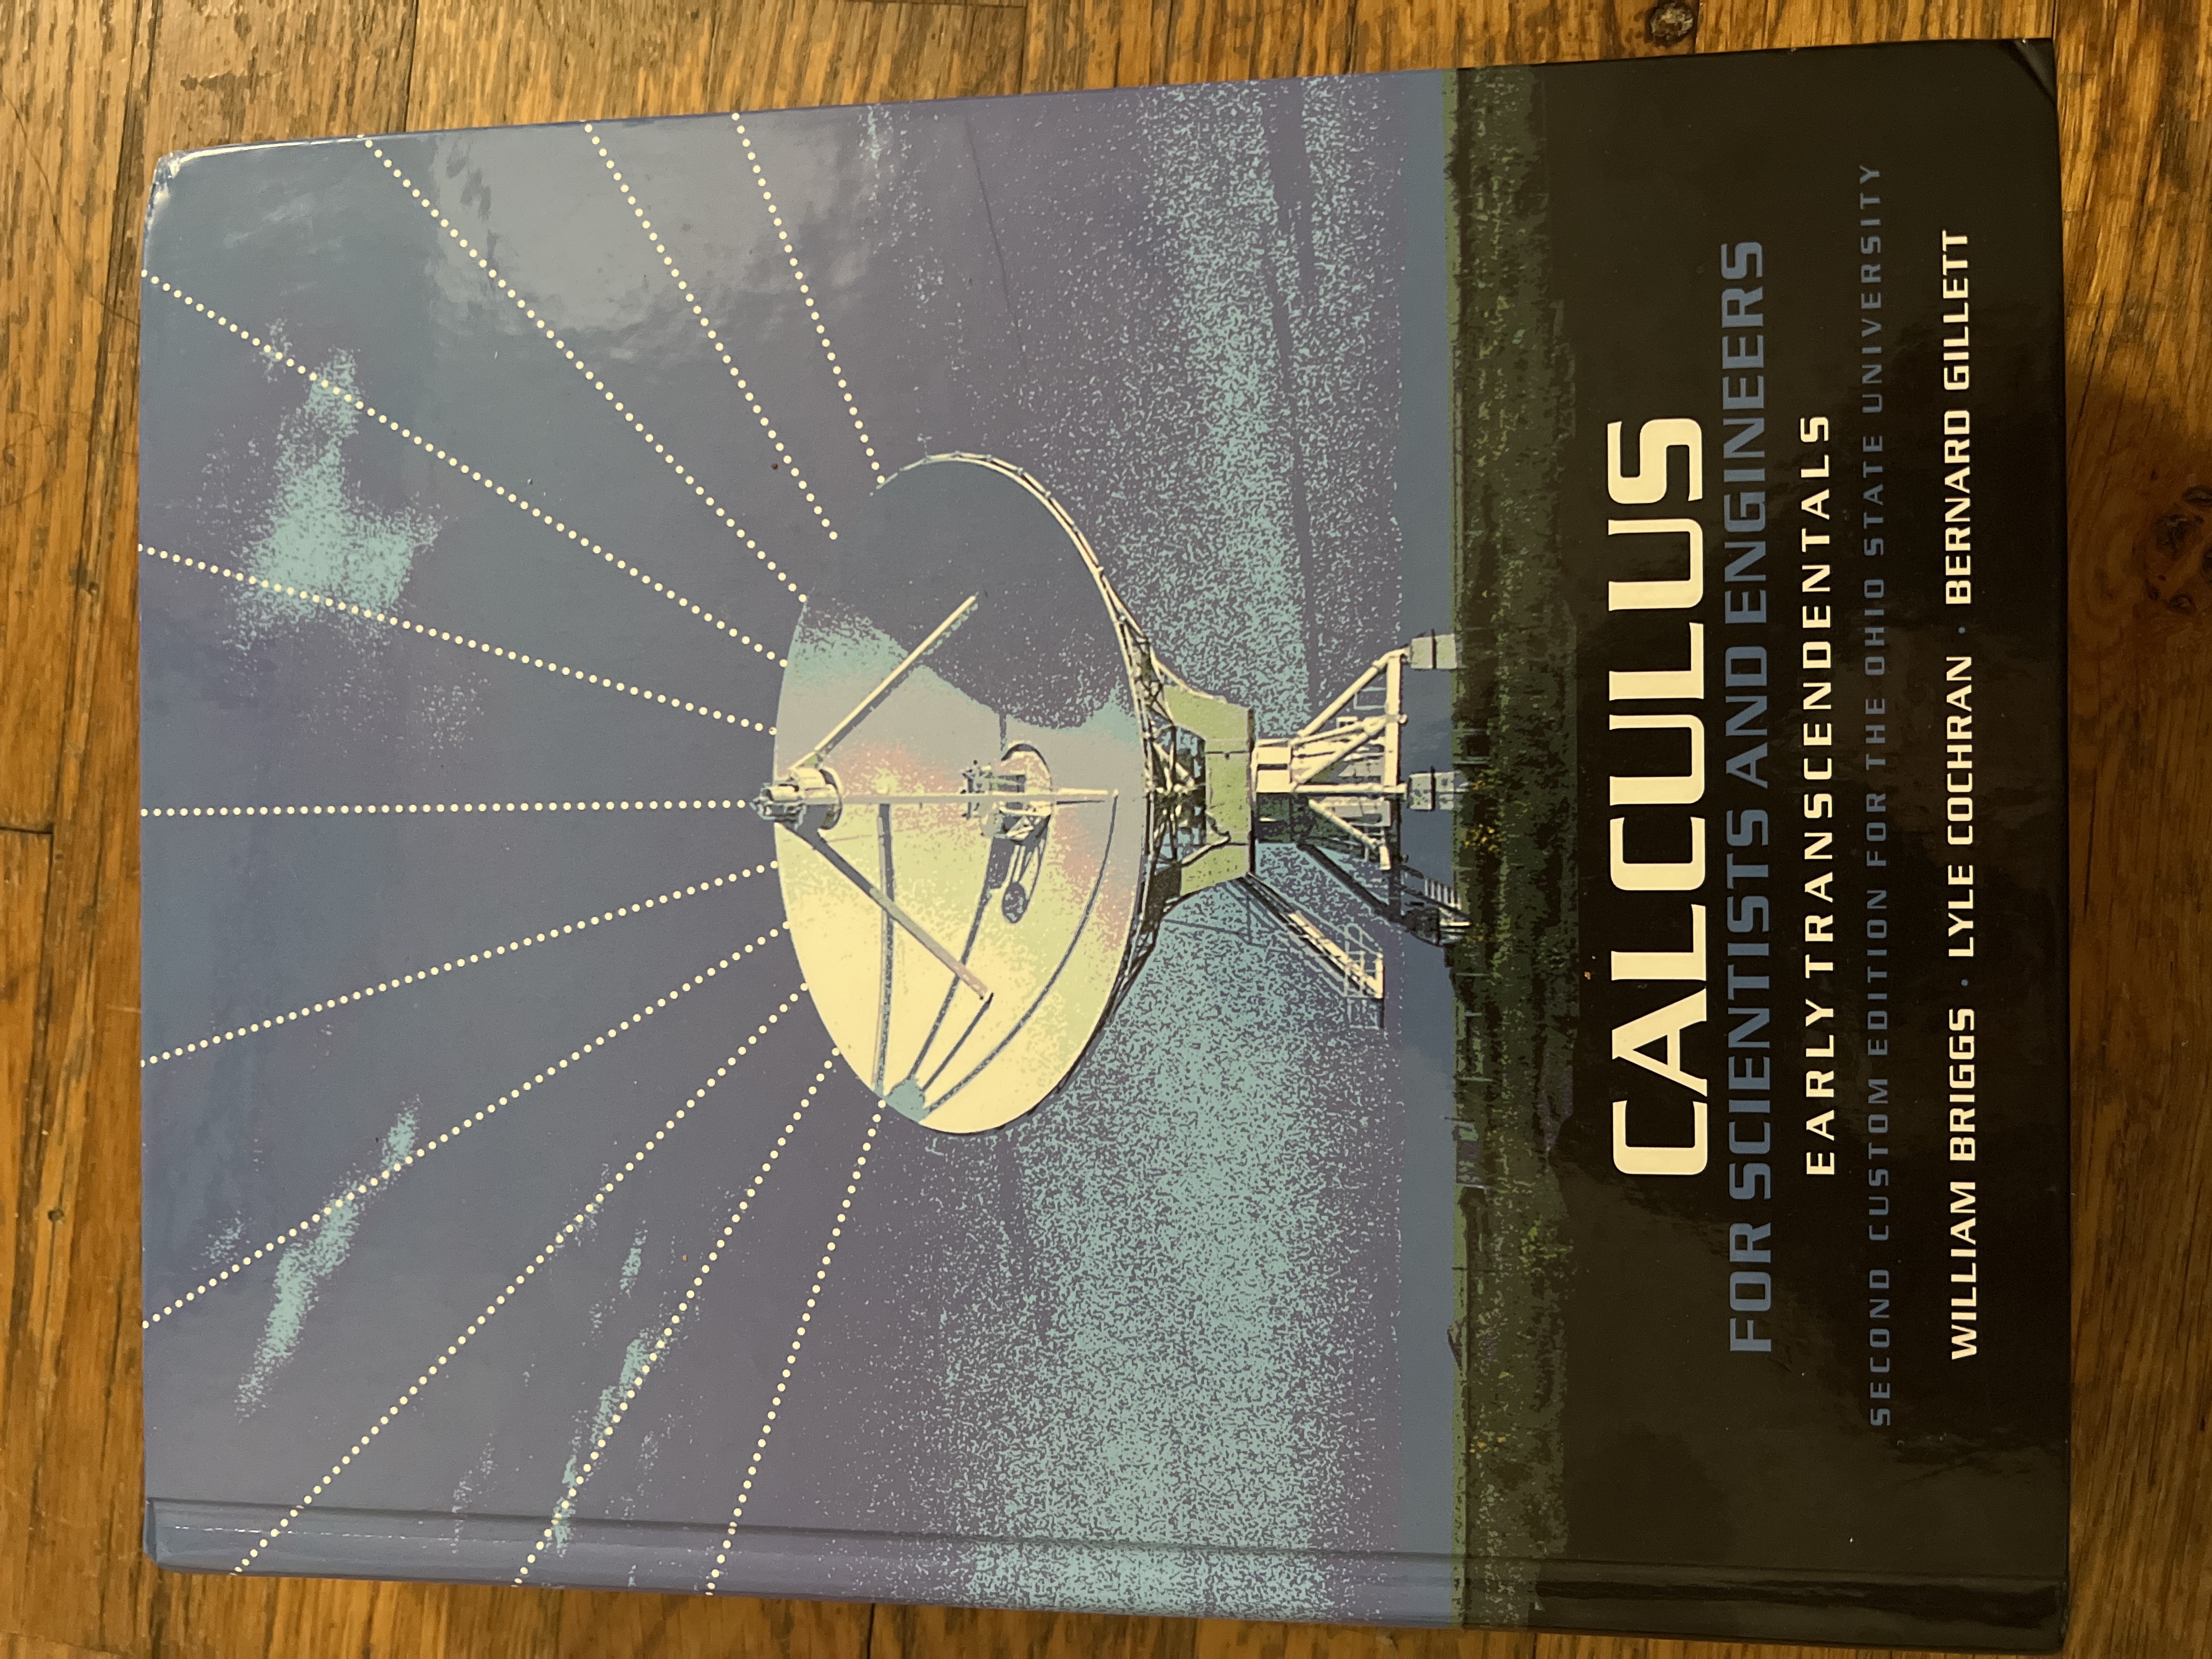 CALCULUS
FOR SCIENTISTS AND ENGINEERS
EARLY TRANSCENDENTALS
SECOND CUSTOM EDITION FOR THE OHIO STATE UNIVERSITY
WILLIAM BRIGGS · LYLE COCHRAN · BERNARD GILLETT